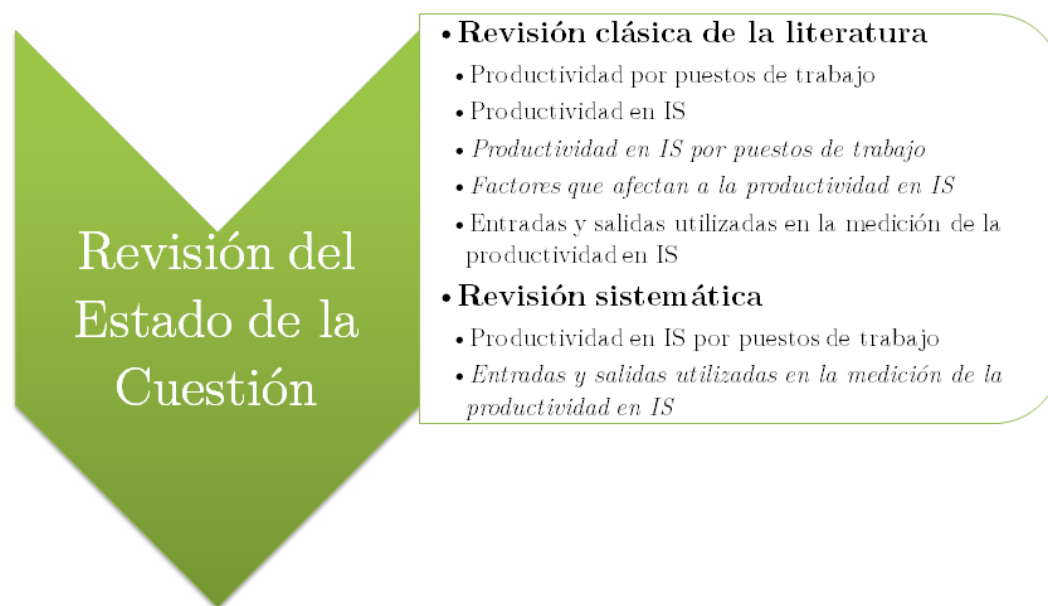 Revisión del
Estado de la
Cuestión
• Revisión clásica de la literatura
• Productividad por puestos de trabajo
• Productividad en IS
• Productividad en IS por puestos de trabajo
• Factores que afectan a la productividad en IS
• Entradas y salidas utilizadas en la medición de la
productividad en IS
• Revisión sistemática
• Productividad en IS por puestos de trabajo
• Entradas y salidas utilizadas en la medición de la
productividad en IS